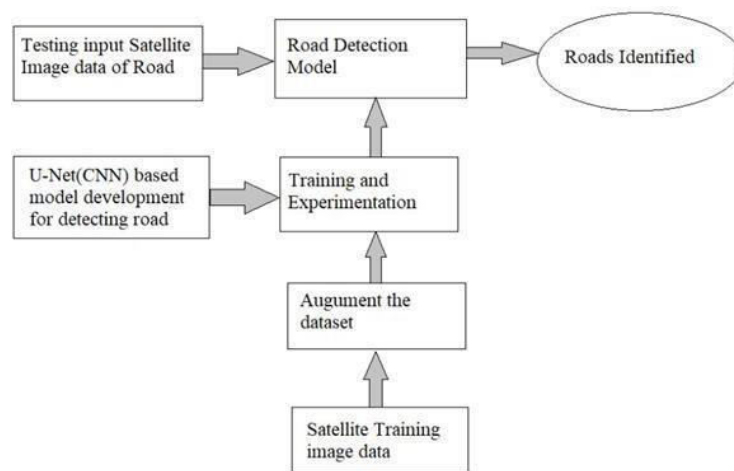 Testing input Satellite
Image data of Road
Road Detection
Model
Roads Identified
U-Net(CNN) based
model development
for detecting road
Training and
Experimentation
Augument the
dataset
Satellite Training
image data